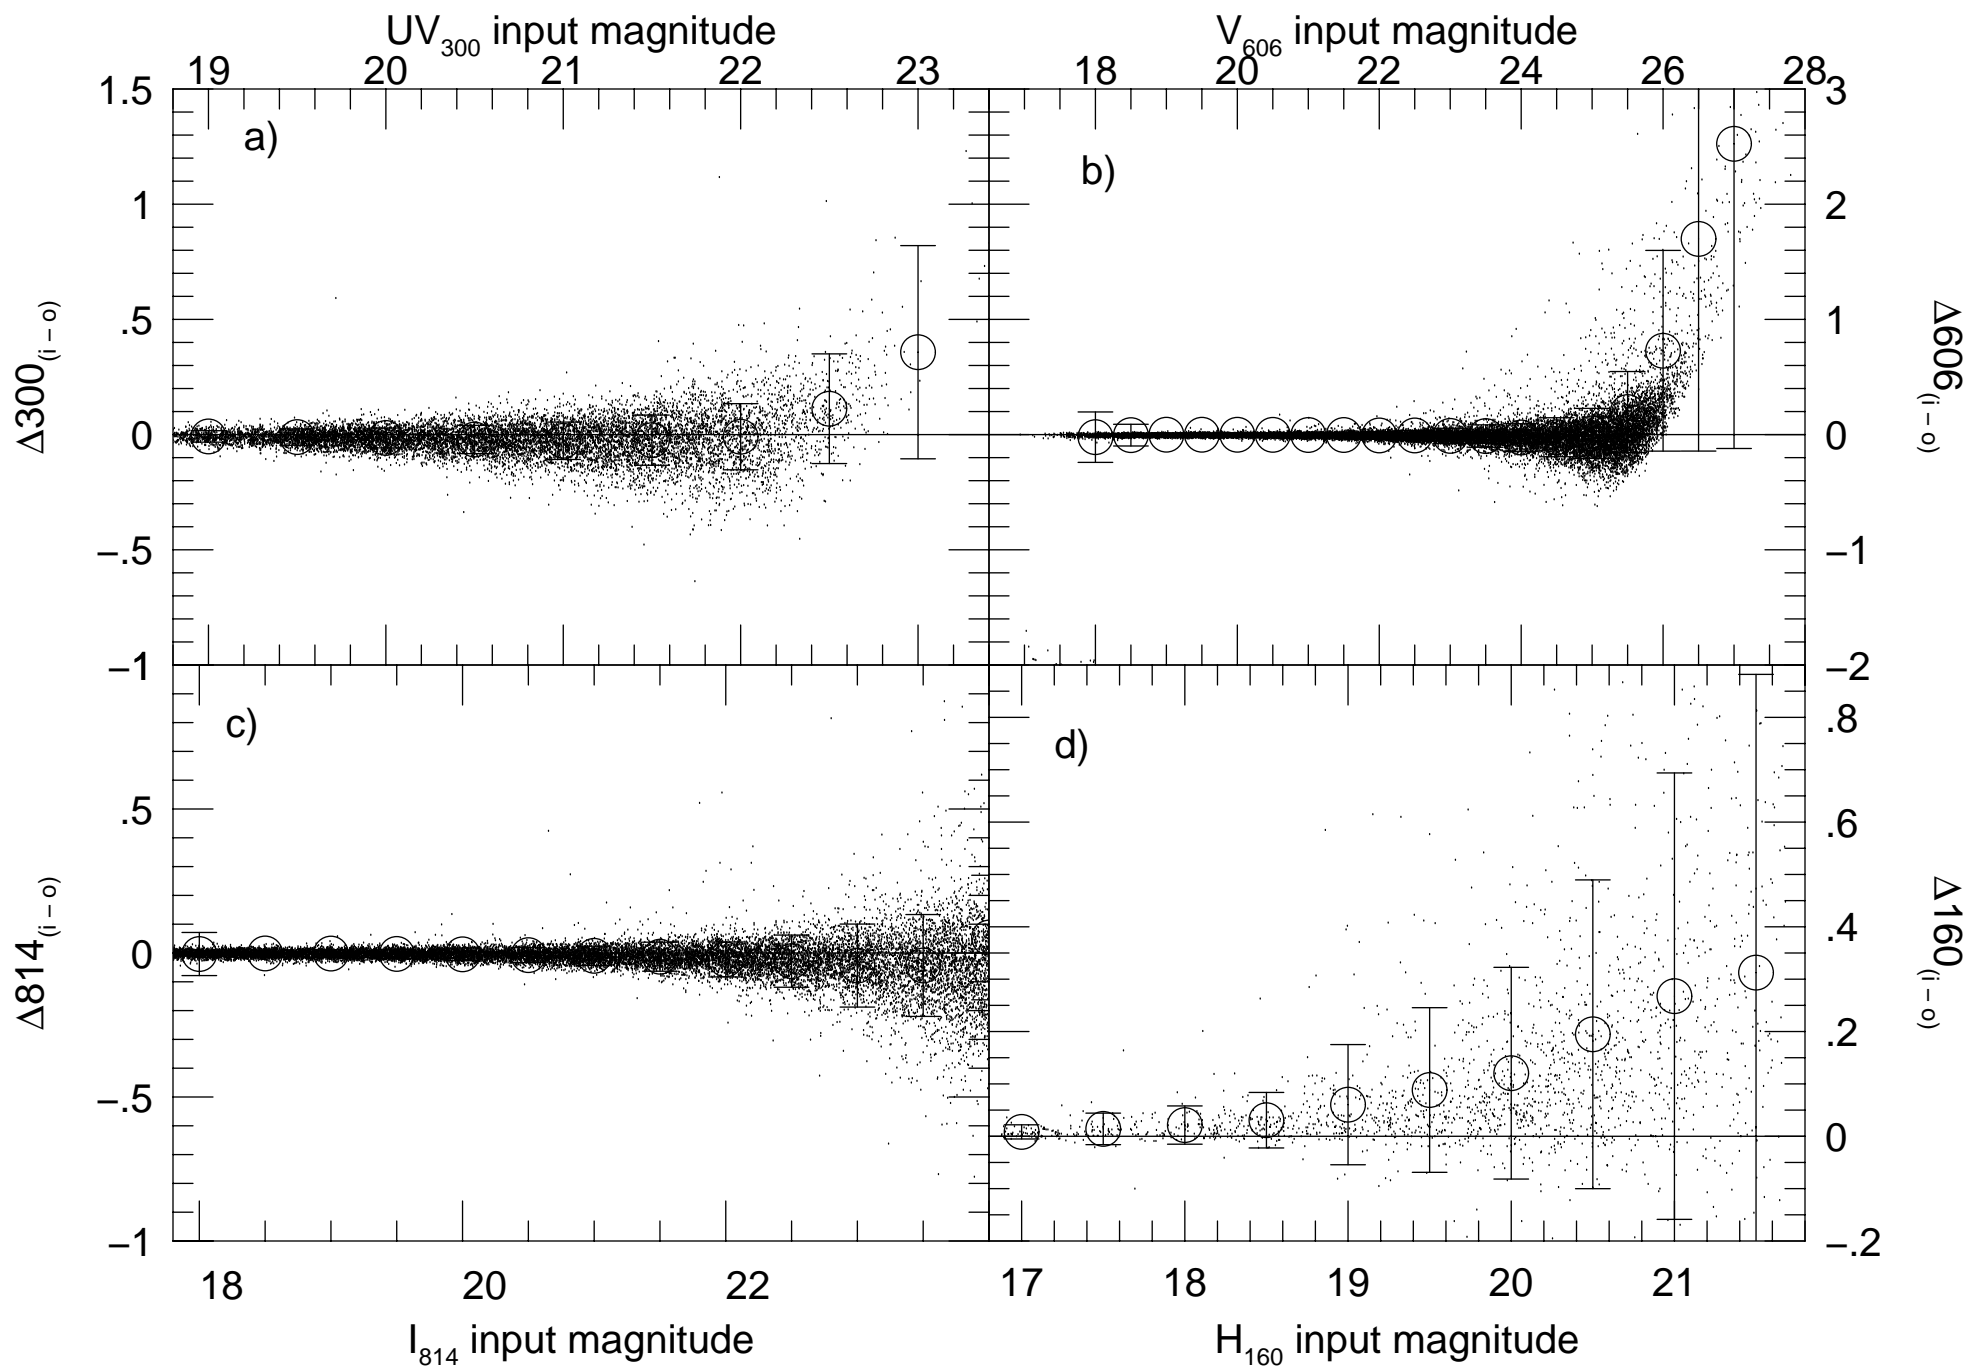 UV300 input magnitude
V606 input magnitude
19 20 21 22 23
18 20 22 24 26 28
1.5
1
.5
0
−.5
−1
Δ300(i − o)
a)
b)
3
2
1
0
−1
−2
Δ606(i − o)
c)
.5
0
−.5
−1
Δ814(i − o)
d)
.8
.6
.4
.2
0
−.2
Δ160(i − o)
18 20 22
17 18 19 20 21
I814 input magnitude
H160 input magnitude